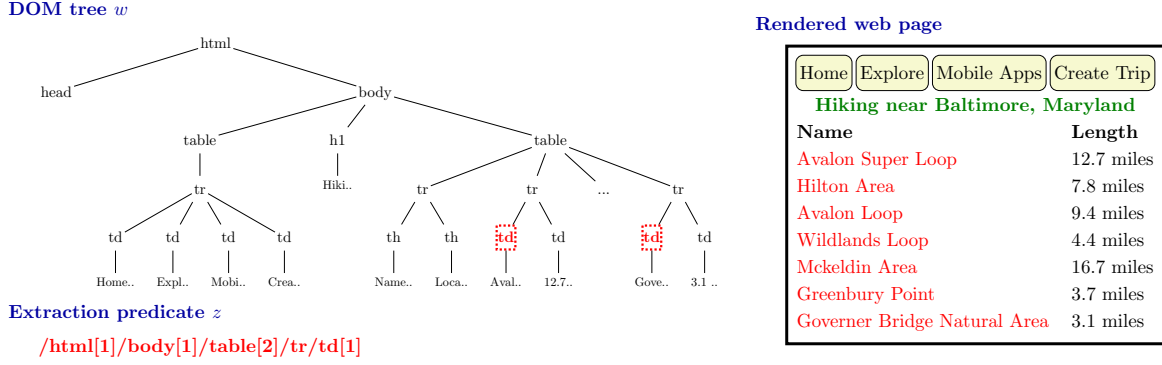 DOM tree w
html
head
body
table
h1
table
tr
Hiki..
tr
tr
...
tr
td
td
td
td
th
th
td
td
td
td
Home..
Expl..
Mobi..
Crea..
Name..
Loca..
Aval..
12.7..
Gove..
3.1 ..
Extraction predicate z
/html[1]/body[1]/table[2]/tr/td[1]
Rendered web page
Home Explore Mobile Apps Create Trip
Hiking near Baltimore, Maryland
Name Length
Avalon Super Loop 12.7 miles
Hilton Area 7.8 miles
Avalon Loop 9.4 miles
Wildlands Loop 4.4 miles
Mckeldin Area 16.7 miles
Greenbury Point 3.7 miles
Governer Bridge Natural Area 3.1 miles